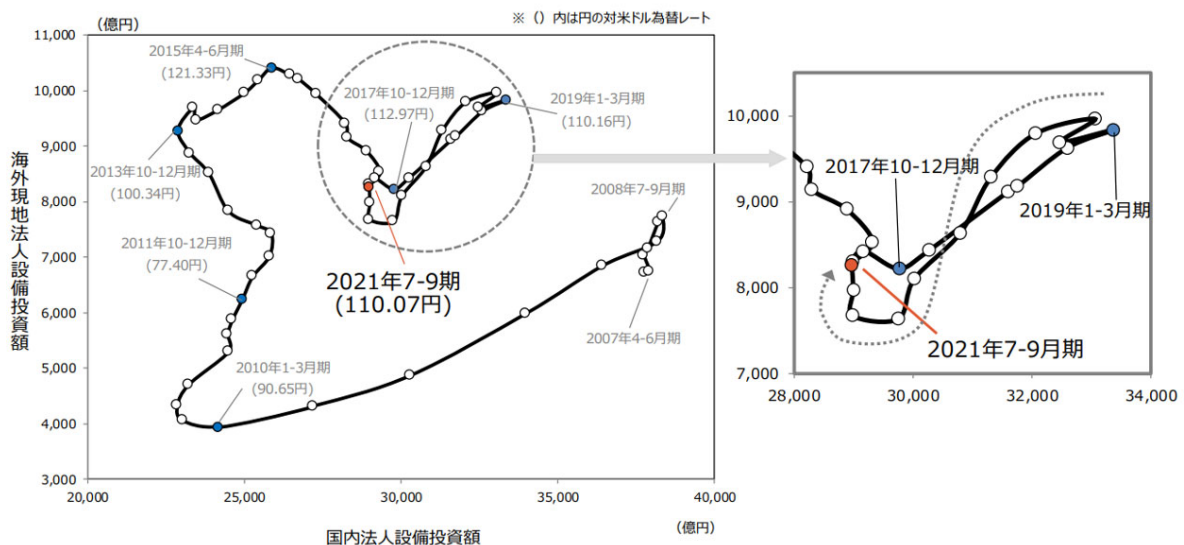 ※（）内は円の対米ドル為替レート
（億円）
11,000
10,000
9,000
8,000
7,000
6,000
5,000
4,000
3,000
20,000
25,000
30,000
35,000
40,000
（億円）
海外現地法人設備投資額
国内法人設備投資額
2015年4-6月期
(121.33円)
2017年10-12月期
(112.97円)
2019年1-3月期
(110.16円)
2013年10-12月期
(100.34円)
2008年7-9月期
2011年10-12月期
(77.40円)
2021年7-9期
(110.07円)
2007年4-6月期
2010年1-3月期
(90.65円)
10,000
9,000
8,000
7,000
28,000
30,000
32,000
34,000
2017年10-12月期
2019年1-3月期
2021年7-9月期